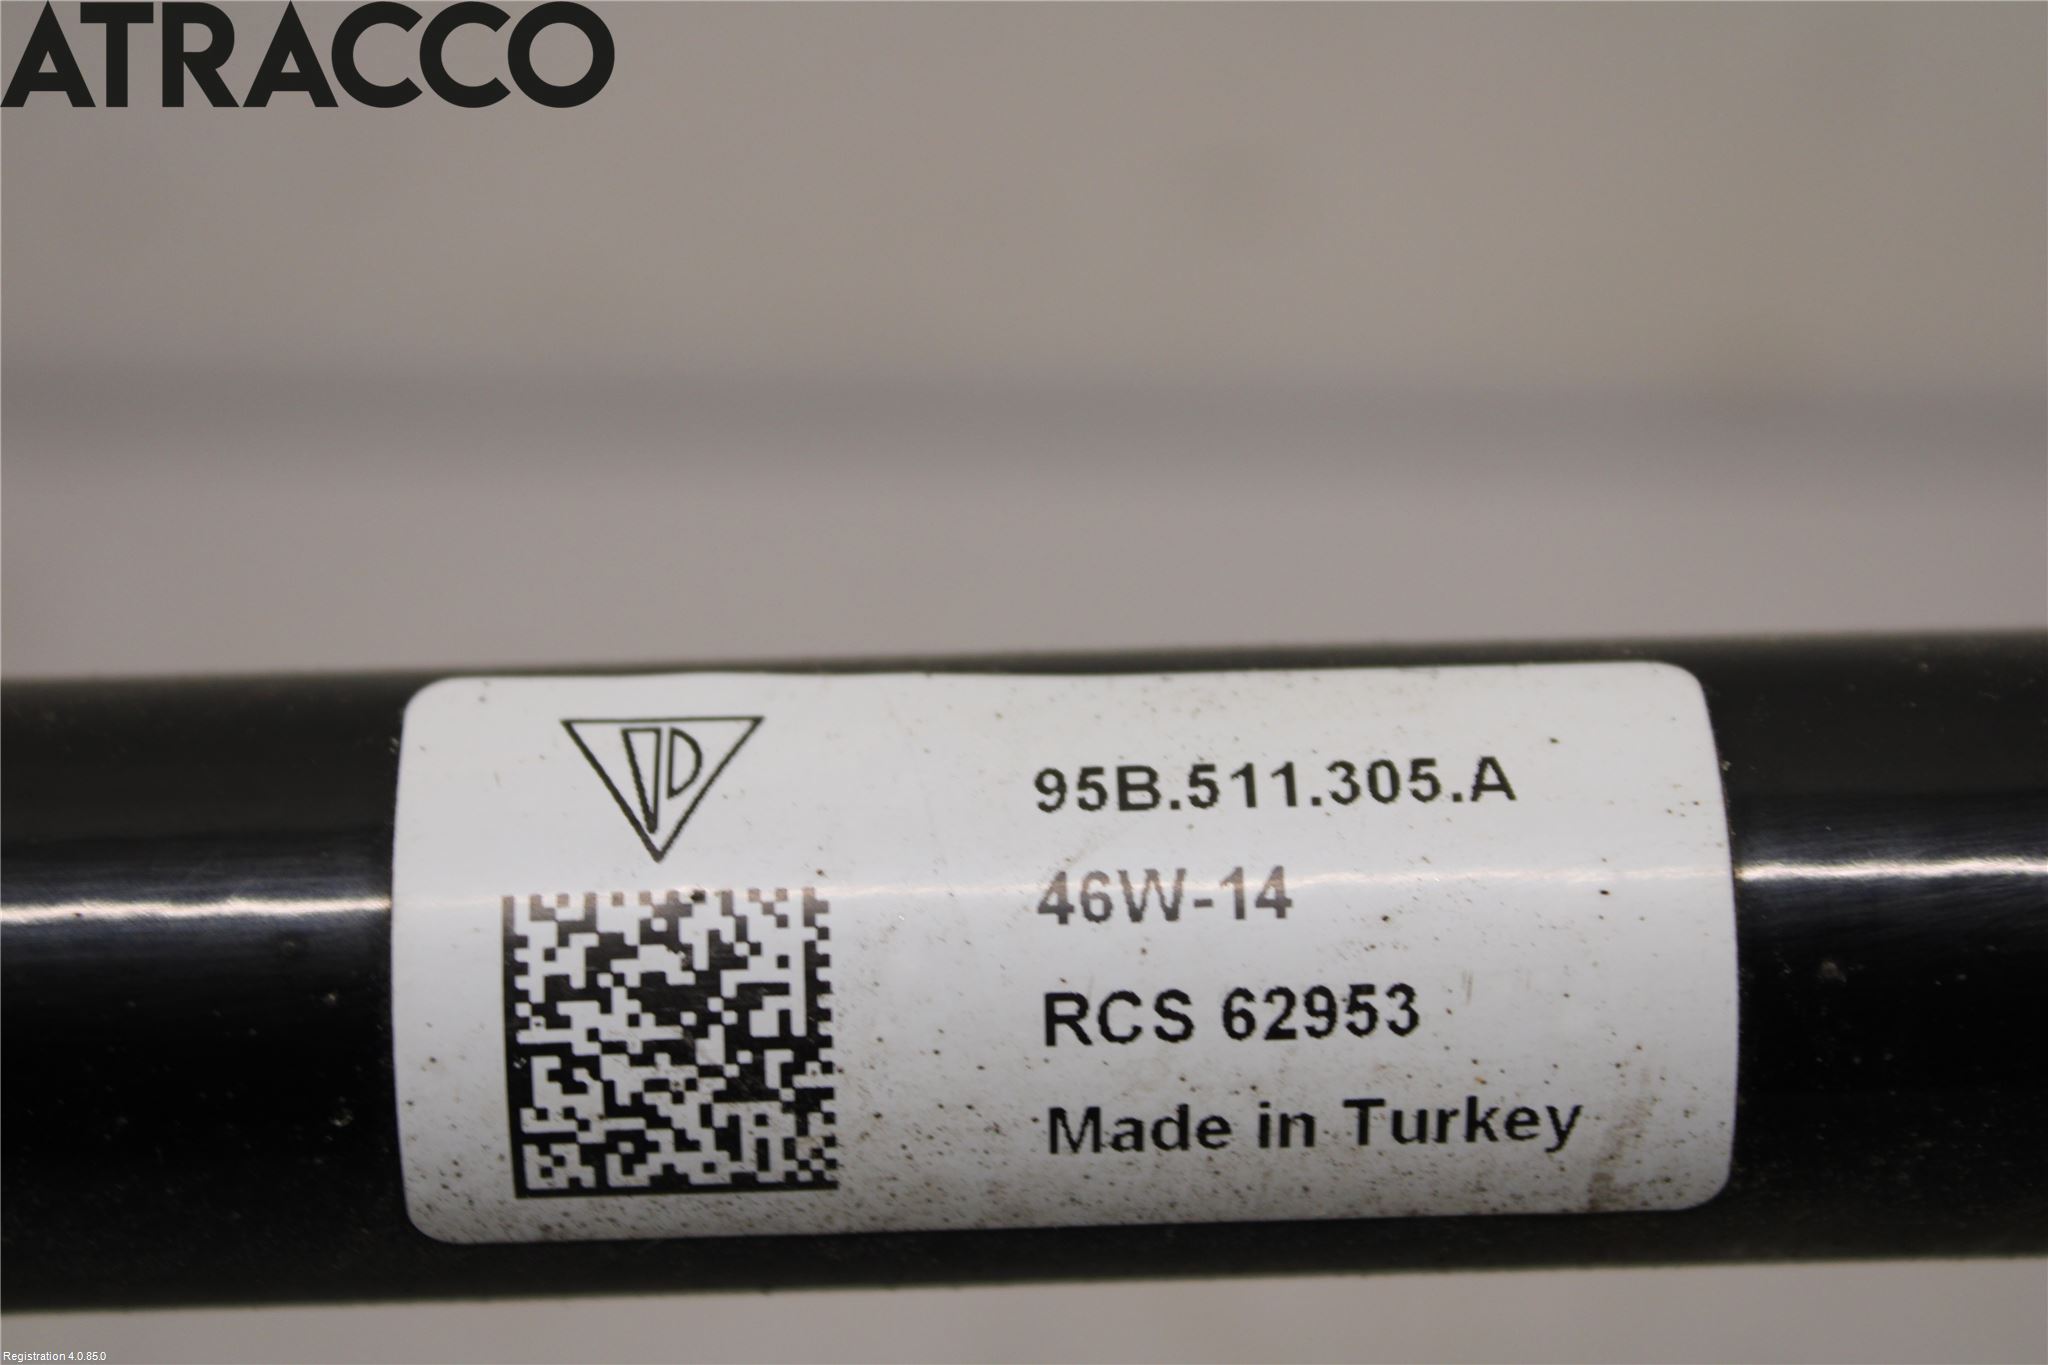 ATRACCO
95B.511.305.A
46W-14
RCS 62953
Made in Turkey
Registration 4.0.85.0